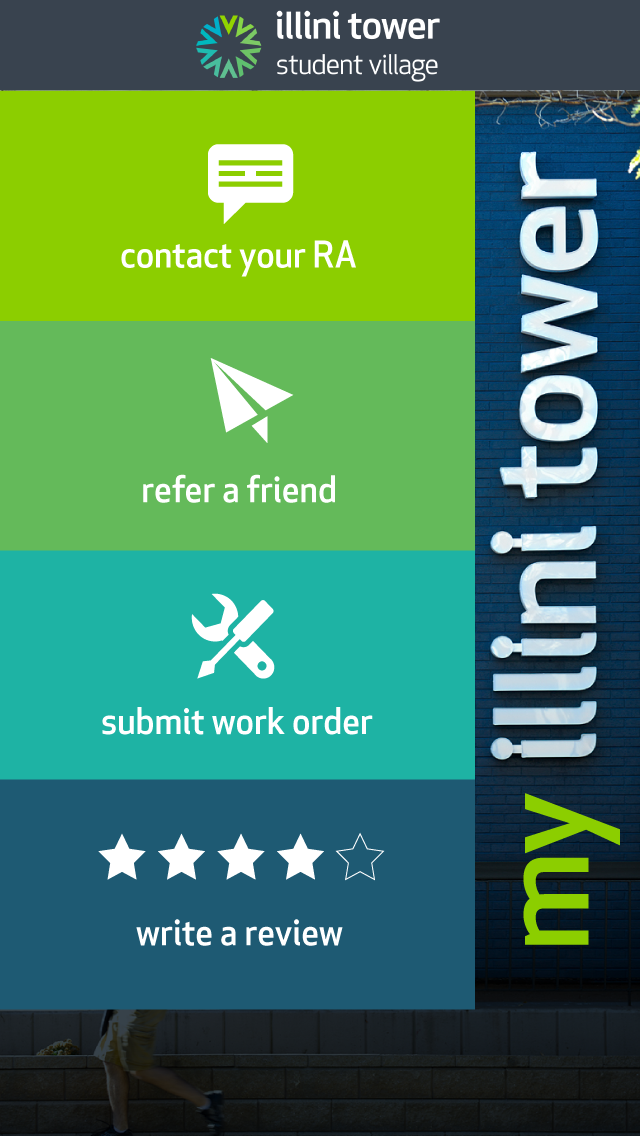 illini tower
student village
contact your RA
refer a friend
submit work order
write a review
my illini tower